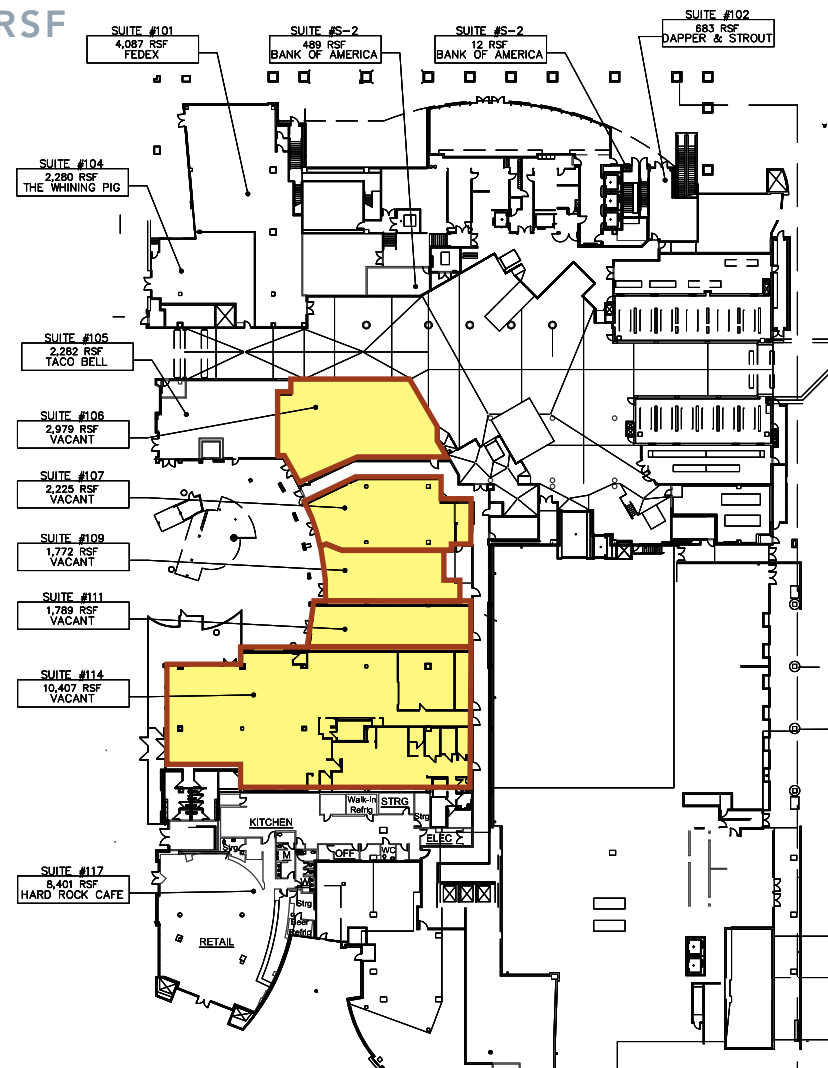 RSF
SUITE #101
4,087 RSF
FEDEX
SUITE #S-2
489 RSF
BANK OF AMERICA
SUITE #S-2
12 RSF
BANK OF AMERICA
SUITE #102
683 RSF
DAPPER & STROUT
SUITE #104
2,280 RSF
THE WHINING PIG
SUITE #105
2,282 RSF
TACO BELL
SUITE #106
2,979 RSF
VACANT
SUITE #107
2,225 RSF
VACANT
SUITE #109
1,772 RSF
VACANT
SUITE #111
1,789 RSF
VACANT
SUITE #114
10,407 RSF
VACANT
SUITE #117
8,401 RSF
HARD ROCK CAFE
Walk-In
Refrig
STRG
Strg
KITCHEN
ELEC
Strg
M
OFF
WC
Strg
Beer
Refrig
RETAIL